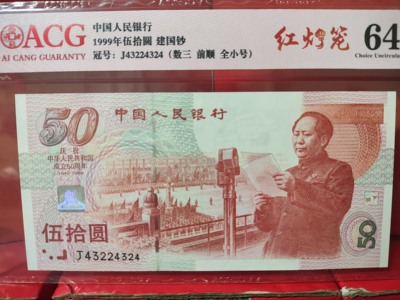 ACG
AI CANG GUARANTY
中国人民银行
1999年伍拾圆 建国钞
冠号：J43224324（数三 前顺 全小号）
红灯笼
64
Choice Uncircula
50
庆祝
中华人民共和国
成立50周年
中国人民银行
伍拾圆
J43224324
50